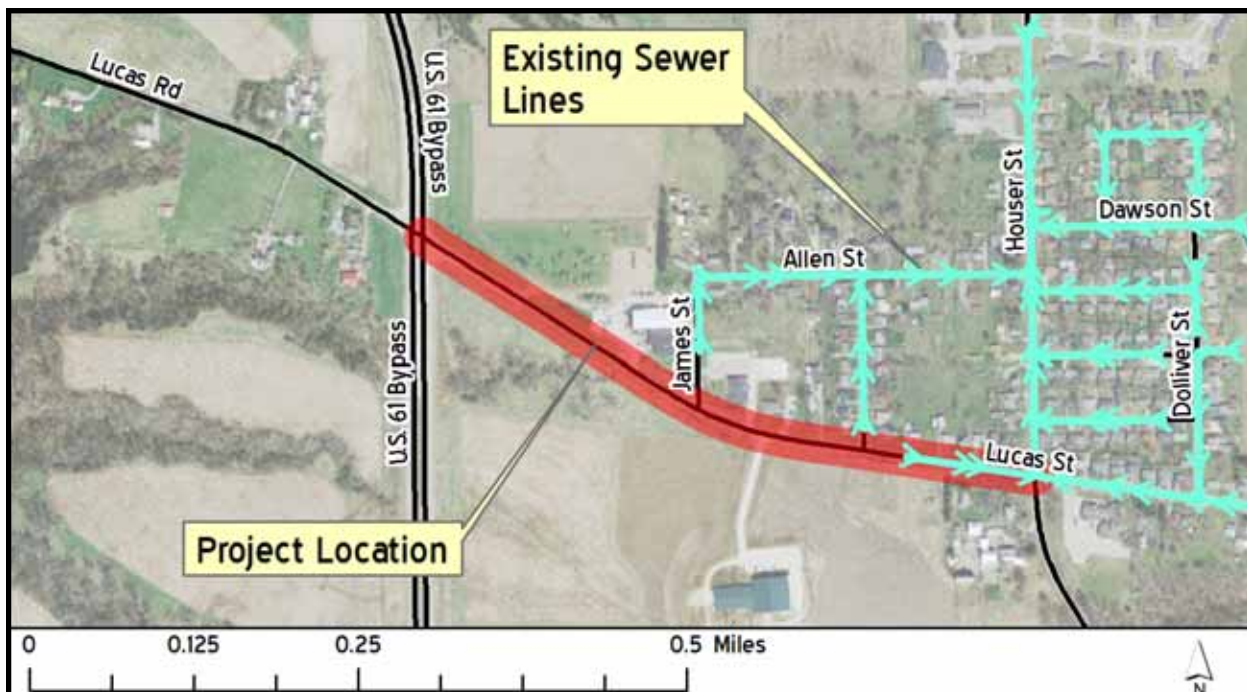 Lucas Rd
U.S. 61 Bypass
Existing Sewer
Lines
Houser St
Dawson St
Allen St
James St
U.S. 61 Bypass
Dolliver St
Lucas St
Project Location
0 0.125 0.25 0.5 Miles
N